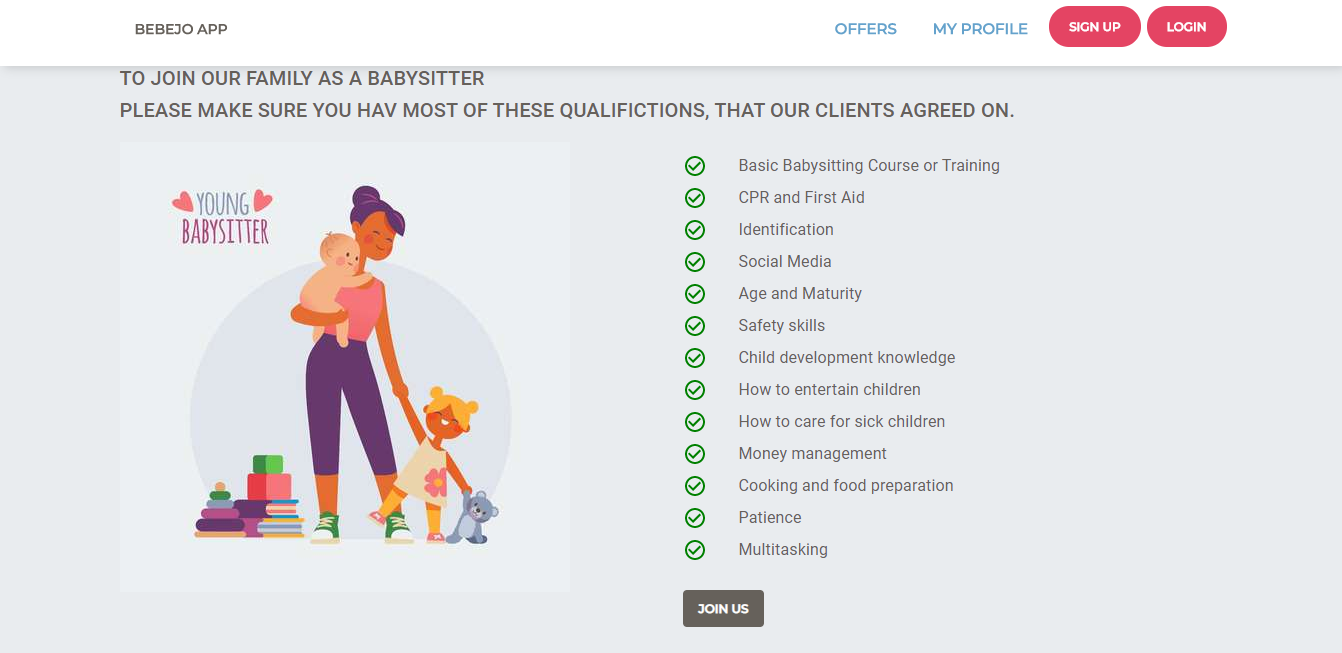 BEBEJO APP
OFFERS
MY PROFILE
SIGN UP
LOGIN
TO JOIN OUR FAMILY AS A BABYSITTER
PLEASE MAKE SURE YOU HAV MOST OF THESE QUALIFICTIONS, THAT OUR CLIENTS AGREED ON.
YOUNG
BABYSITTER
Basic Babysitting Course or Training
CPR and First Aid
Identification
Social Media
Age and Maturity
Safety skills
Child development knowledge
How to entertain children
How to care for sick children
Money management
Cooking and food preparation
Patience
Multitasking
JOIN US